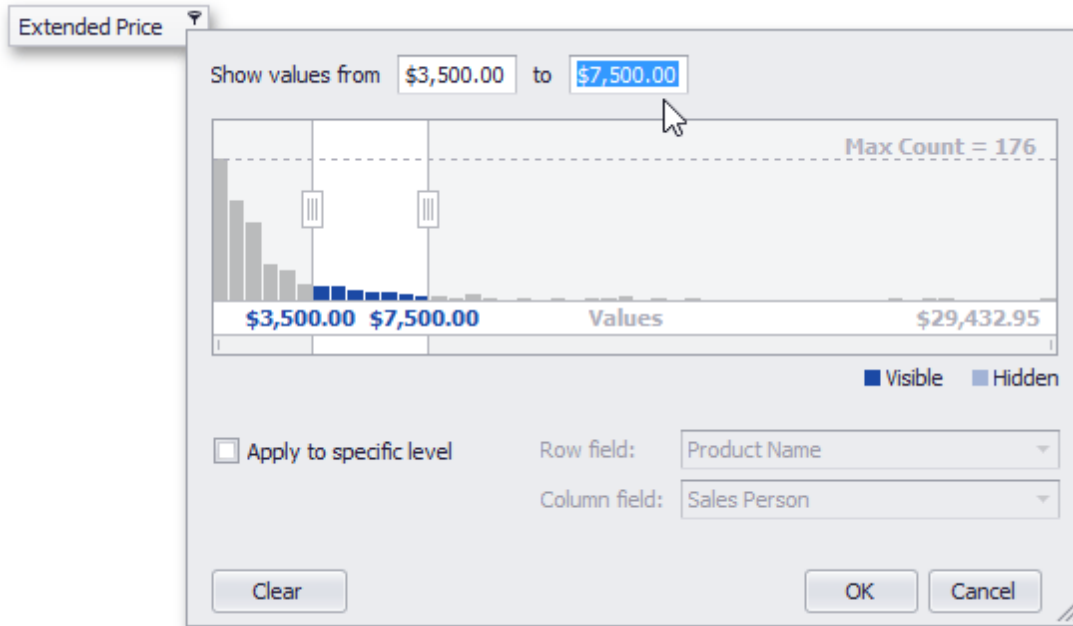 Extended Price
Show values from $3,500.00 to $7,500.00
Max Count = 176
$3,500.00 $7,500.00 Values $29,432.95
Visible Hidden
Apply to specific level Row field: Product Name
Column field: Sales Person
Clear OK Cancel